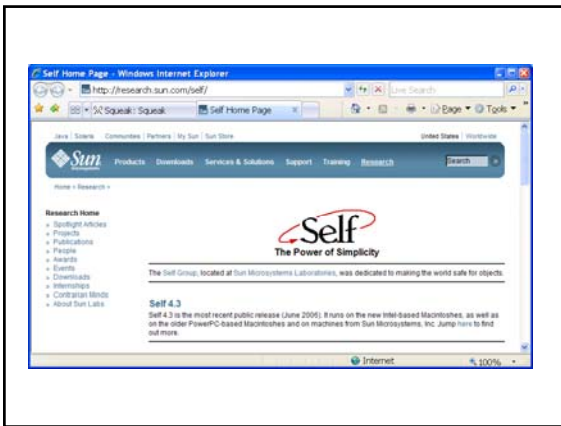 Self Home Page - Windows Internet Explorer
http://research.sun.com/self/
Live Search
Squeak : Squeak
Self Home Page
Page
Tools
Java
Solaris
Communities
Partners
My Sun
Sun Store
United States
Worldwide
Sun
Products
Downloads
Services & Solutions
Support
Training
Research
Search
Home > Research >
Research Home
Spotlight Articles
Projects
Publications
People
Awards
Events
Downloads
Internships
Contrarian Minds
About Sun Labs
Self
The Power of Simplicity
The Self Group, located at Sun Microsystems Laboratories, was dedicated to making the world safe for objects.
Self 4.3
Self 4.3 is the most recent public release (June 2006). It runs on the new Intel-based Macintoshes, as well as
on the older PowerPC-based Macintoshes and on machines from Sun Microsystems, Inc. Jump here to find
out more.
Internet
100%